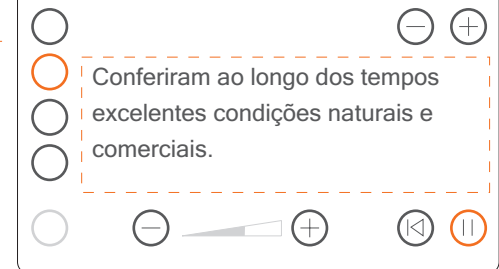 Conferiram ao longo dos tempos
excelentes condições naturais e
comerciais.